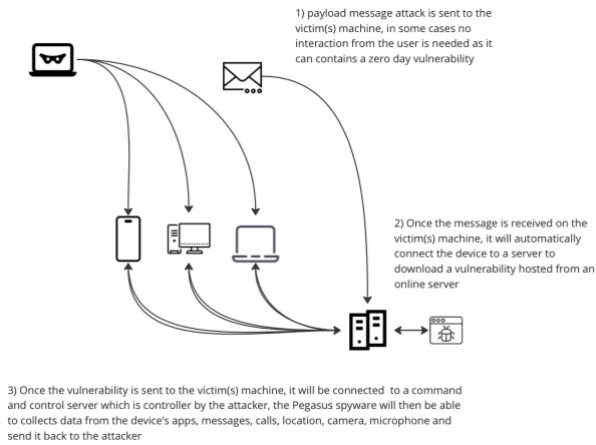 1) payload message attack is sent to the
victim(s) machine, in some cases no
interaction from the user is needed as it
can contains a zero day vulnerability
2) Once the message is received on the
victim(s) machine, it will automatically
connect the device to a server to
download a vulnerability hosted from an
online server
3) Once the vulnerability is sent to the victim(s) machine, it will be connected to a command
and control server which is controller by the attacker, the Pegasus spyware will then be able
to collects data from the device's apps, messages, calls, location, camera, microphone and
send it back to the attacker